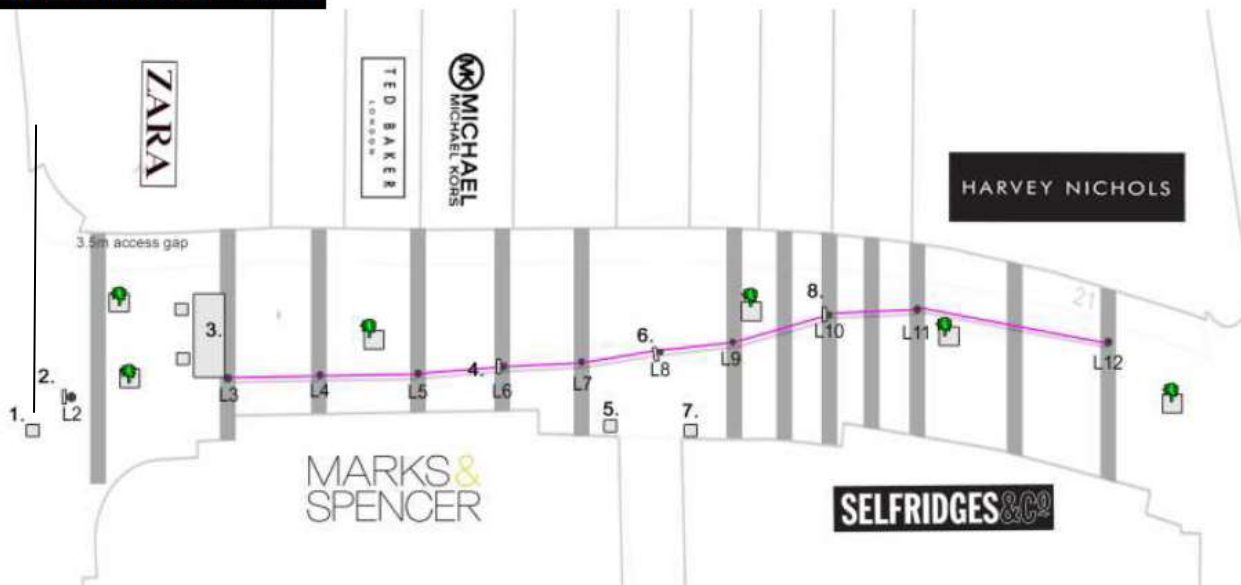 ZARA
TED BAKER
LONDON
MK
MICHAEL
MICHAEL KORS
HARVEY NICHOLS
3.5m access gap
21
8.
3.
6.
L10
L11
L9
L12
4.
L8
L7
2.
L3
L4
L5
L6
1.
L2
5.
7.
MARKS&
SPENCER
SELFRIDGES&Co